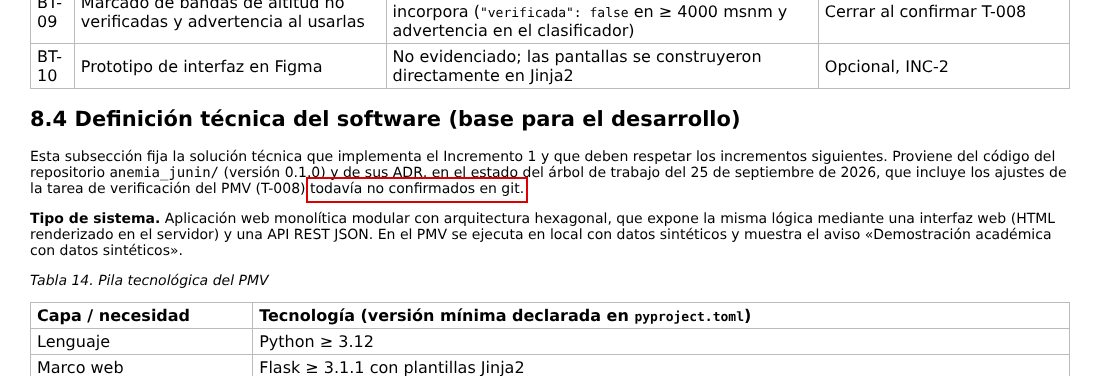 BT-
09
Marcado de bandas de altitud no
verificadas y advertencia al usarlas
incorpora ("verificada": false en ≥ 4000 msnm y
advertencia en el clasificador)
Cerrar al confirmar T-008
BT-
10
Prototipo de interfaz en Figma
No evidenciado; las pantallas se construyeron
directamente en Jinja2
Opcional, INC-2
8.4 Definición técnica del software (base para el desarrollo)
Esta subsección fija la solución técnica que implementa el Incremento 1 y que deben respetar los incrementos siguientes. Proviene del código del
repositorio anemia_junin/ (versión 0.1.0) y de sus ADR, en el estado del árbol de trabajo del 25 de septiembre de 2026, que incluye los ajustes de
la tarea de verificación del PMV (T-008) todavía no confirmados en git.
Tipo de sistema. Aplicación web monolítica modular con arquitectura hexagonal, que expone la misma lógica mediante una interfaz web (HTML
renderizado en el servidor) y una API REST JSON. En el PMV se ejecuta en local con datos sintéticos y muestra el aviso «Demostración académica
con datos sintéticos».
Tabla 14. Pila tecnológica del PMV
Capa / necesidad
Tecnología (versión mínima declarada en pyproject.toml)
Lenguaje
Python ≥ 3.12
Marco web
Flask ≥ 3.1.1 con plantillas Jinja2